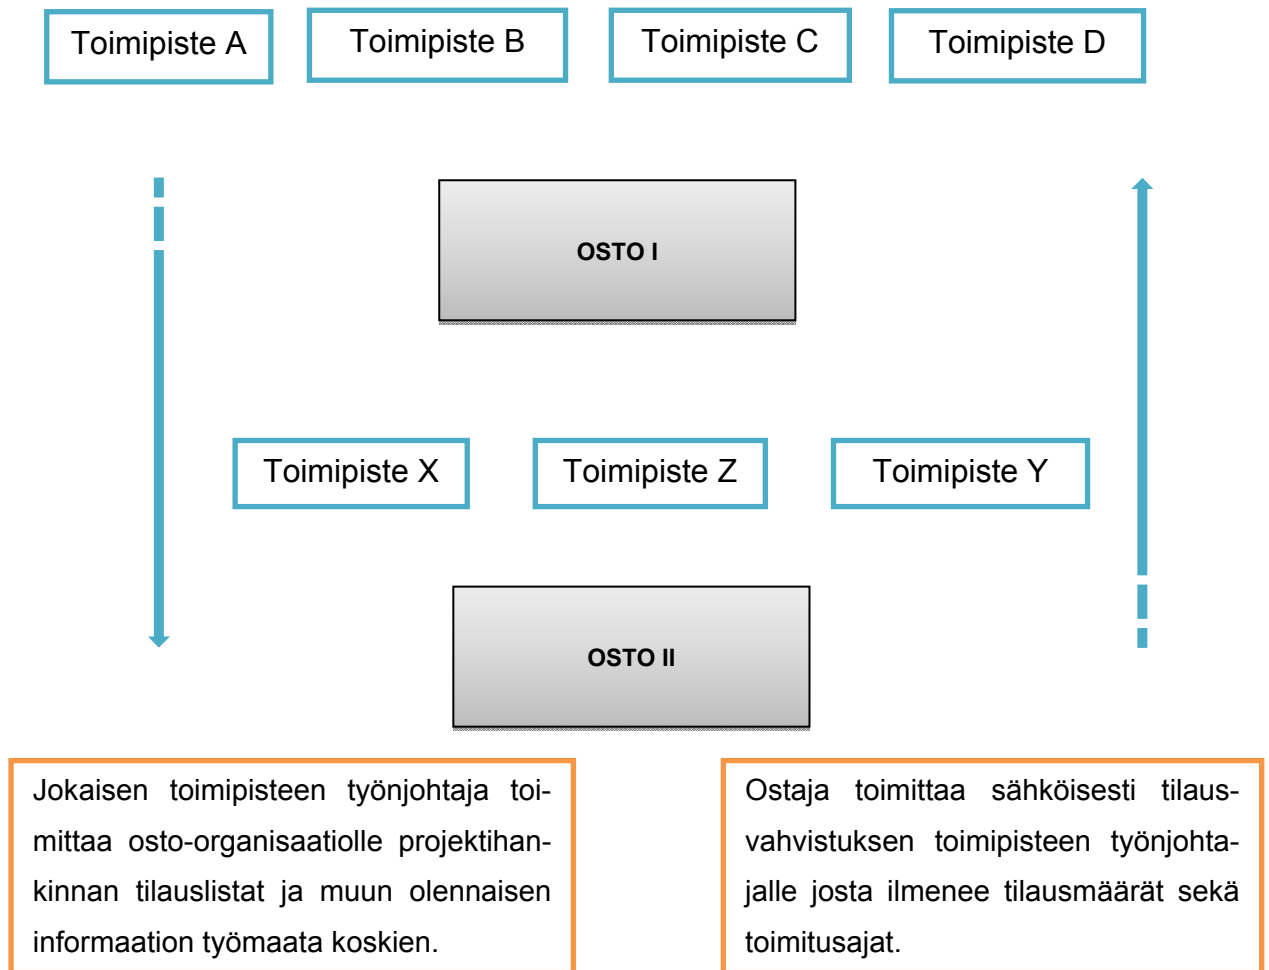 Toimipiste A
Toimipiste B
Toimipiste C
Toimipiste D
OSTO I
Toimipiste X
Toimipiste Z
Toimipiste Y
OSTO II
Jokaisen toimipisteen työnjohtaja toi-
mittaa osto-organisaatiolle projektihan-
kinnan tilauslistat ja muun olennaisen
informaation työmaata koskien.
Ostaja toimittaa sähköisesti tilaus-
vahvistuksen toimipisteen työnjohta-
jalle josta ilmenee tilausmäärät sekä
toimitusajat.